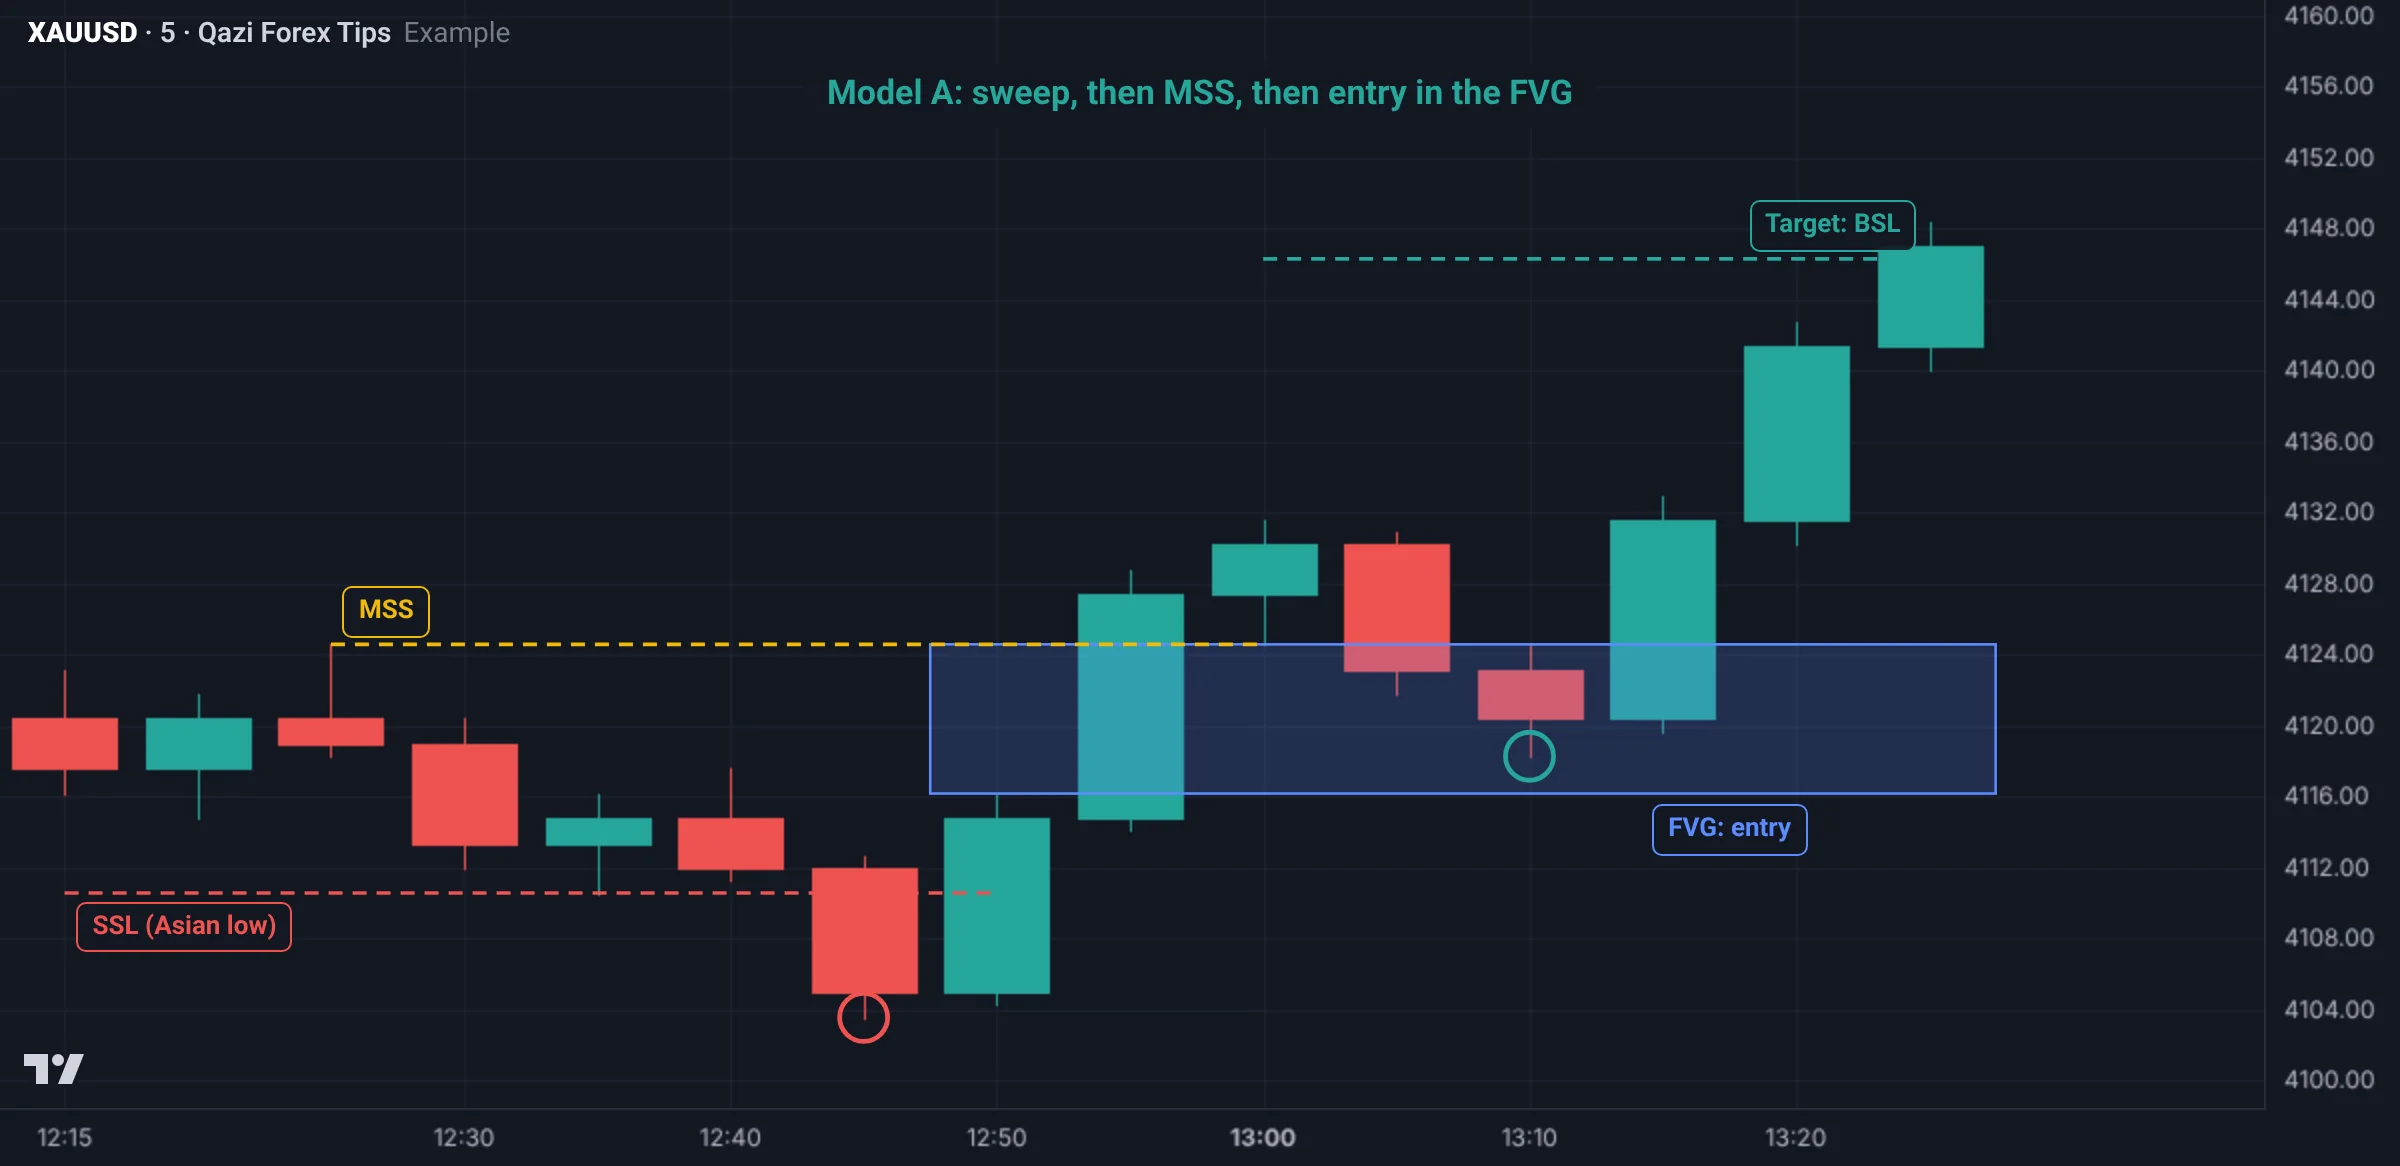 XAUUSD · 5 · Qazi Forex Tips Example
Model A: sweep, then MSS, then entry in the FVG
Target: BSL
MSS
FVG: entry
SSL (Asian low)
4160.00
4156.00
4152.00
4148.00
4144.00
4140.00
4136.00
4132.00
4128.00
4124.00
4120.00
4116.00
4112.00
4108.00
4104.00
4100.00
12:15 12:30 12:40 12:50 13:00 13:10 13:20